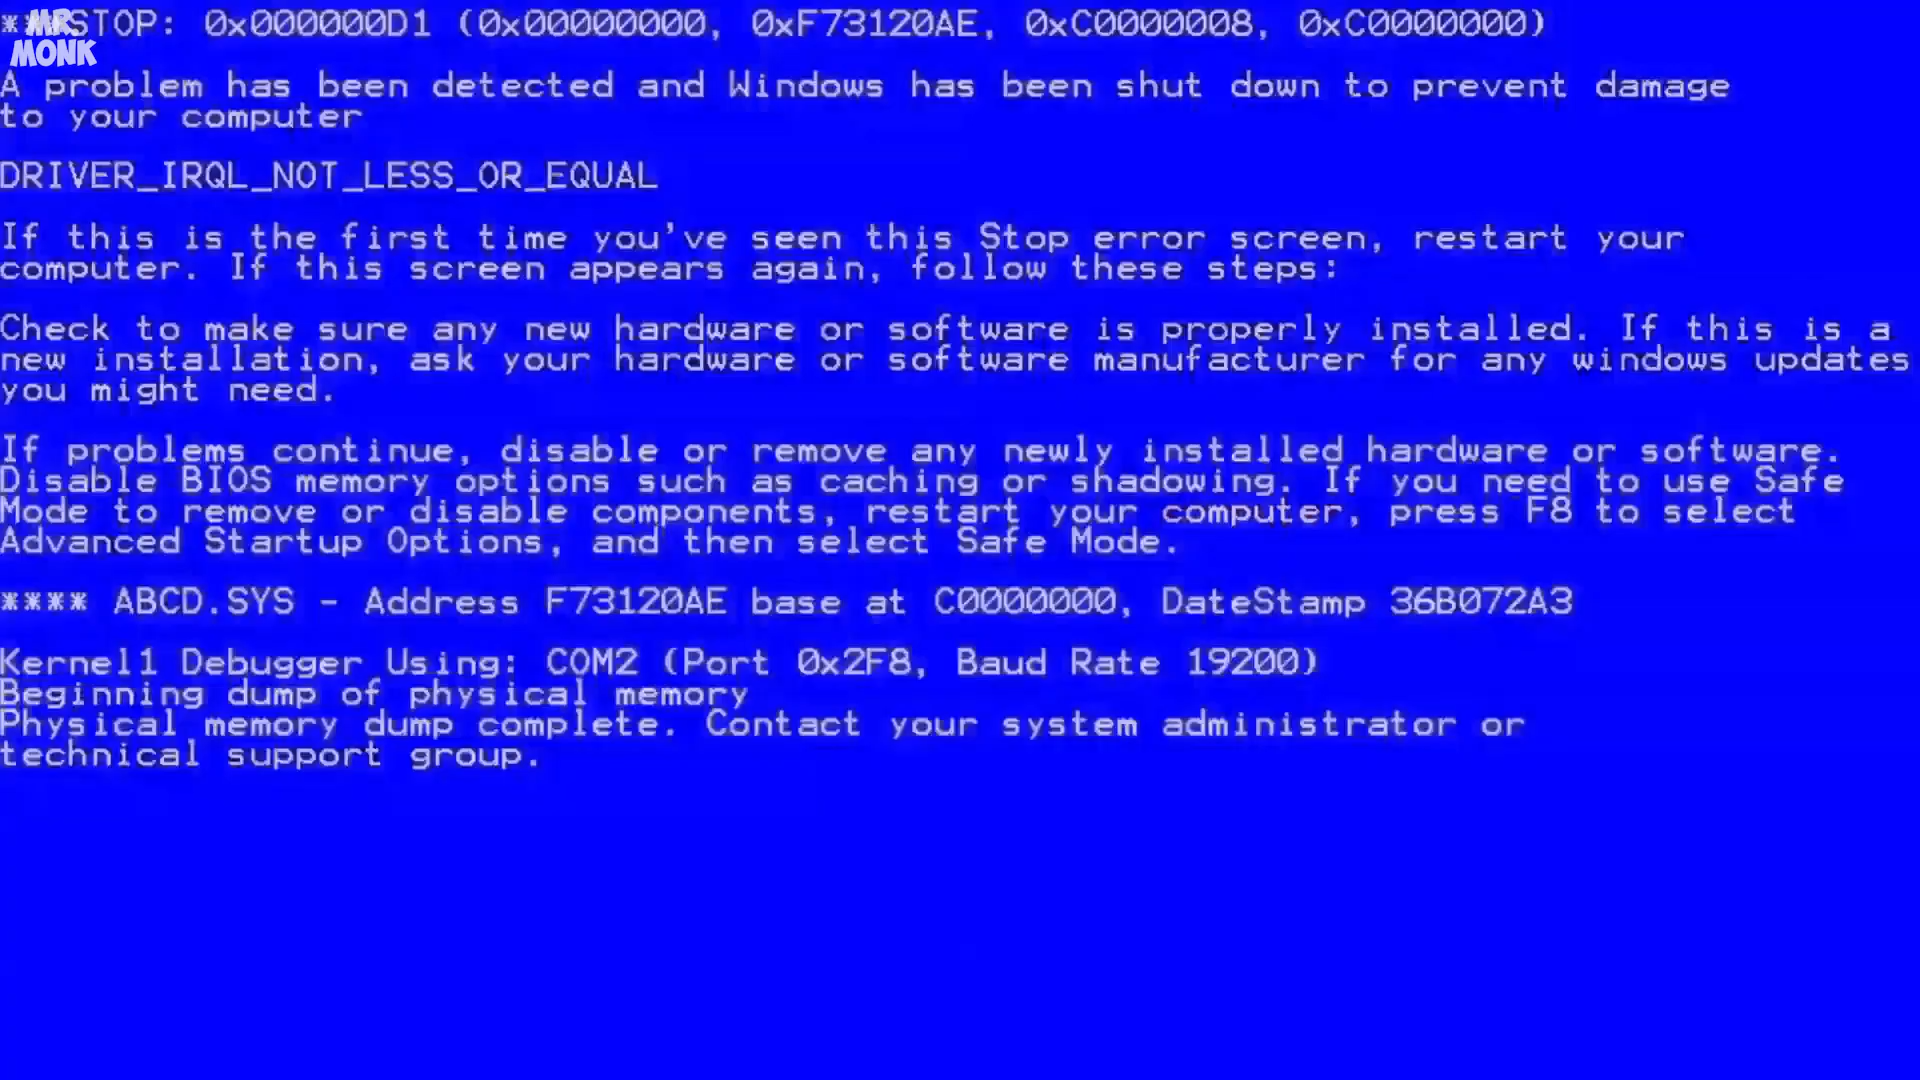 MR.
MONK
*** STOP: 0x000000D1 (0x00000000, 0xF73120AE, 0xC0000008, 0xC0000000)
A problem has been detected and Windows has been shut down to prevent damage
to your computer
DRIVER_IRQL_NOT_LESS_OR_EQUAL
If this is the first time you've seen this Stop error screen, restart your
computer. If this screen appears again, follow these steps:
Check to make sure any new hardware or software is properly installed. If this is a
new installation, ask your hardware or software manufacturer for any windows updates
you might need.
If problems continue, disable or remove any newly installed hardware or software.
Disable BIOS memory options such as caching or shadowing. If you need to use Safe
Mode to remove or disable components, restart your computer, press F8 to select
Advanced Startup Options, and then select Safe Mode.
**** ABCD.SYS - Address F73120AE base at C0000000, DateStamp 36B072A3
Kernel1 Debugger Using: COM2 (Port 0x2F8, Baud Rate 19200)
Beginning dump of physical memory
Physical memory dump complete. Contact your system administrator or
technical support group.